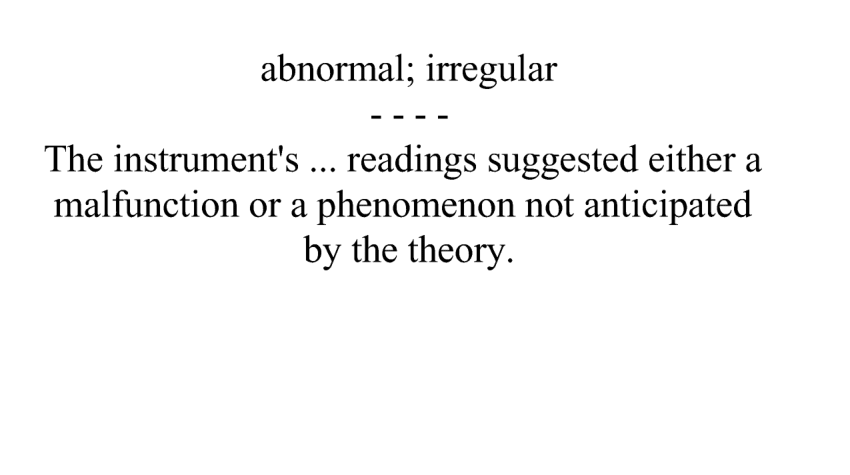 abnormal; irregular
- - - -
The instrument's ... readings suggested either a
malfunction or a phenomenon not anticipated
by the theory.